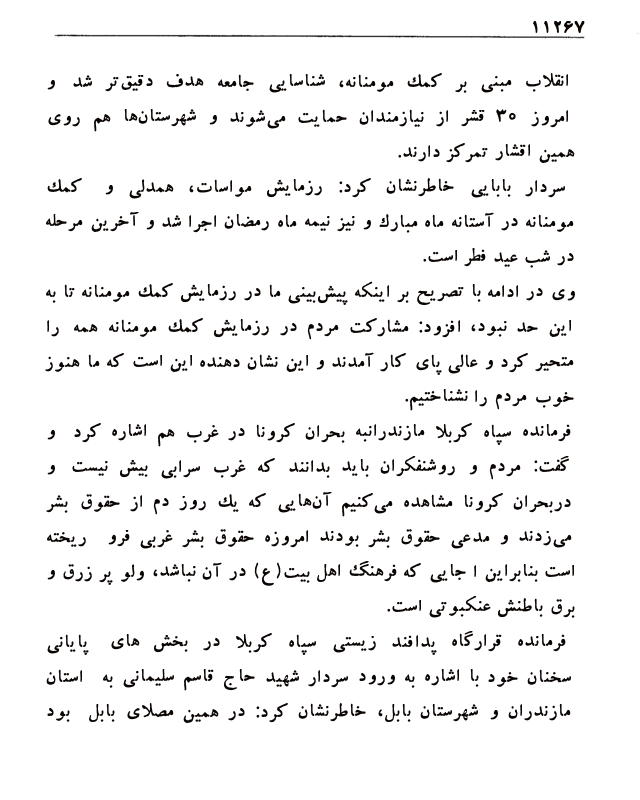 ۱۱۲۶۷
انقلاب مبنی بر کمك مومنانه، شناسایی جامعه هدف دقیق‌تر شد و
امروز ۳۰ قشر از نیازمندان حمایت می‌شوند و شهرستان‌ها هم روی
همین اقشار تمرکز دارند.
سردار بابایی خاطرنشان کرد: رزمایش مواسات، همدلی و کمك
مومنانه در آستانه ماه مبارك و نیز نیمه ماه رمضان اجرا شد و آخرین مرحله
در شب عید فطر است.
وی در ادامه با تصریح بر اینکه پیش‌بینی ما در رزمایش کمك مومنانه تا به
این حد نبود، افزود: مشارکت مردم در رزمایش کمك مومنانه همه را
متحیر کرد و عالی پای کار آمدند و این نشان دهنده این است که ما هنوز
خوب مردم را نشناختیم.
فرمانده سپاه کربلا مازندرانبه بحران کرونا در غرب هم اشاره کرد و
گفت: مردم و روشنفکران باید بدانند که غرب سرابی بیش نیست و
دربحران کرونا مشاهده می‌کنیم آن‌هایی که یك روز دم از حقوق بشر
می‌زدند و مدعی حقوق بشر بودند امروزه حقوق بشر غربی فرو ریخته
است بنابراین ا جایی که فرهنگ اهل بیت(ع) در آن نباشد، ولو پر زرق و
برق باطنش عنکبوتی است.
فرمانده قرارگاه پدافند زیستی سپاه کربلا در بخش های پایانی
سخنان خود با اشاره به ورود سردار شهید حاج قاسم سلیمانی به استان
مازندران و شهرستان بابل، خاطرنشان کرد: در همین مصلای بابل بود